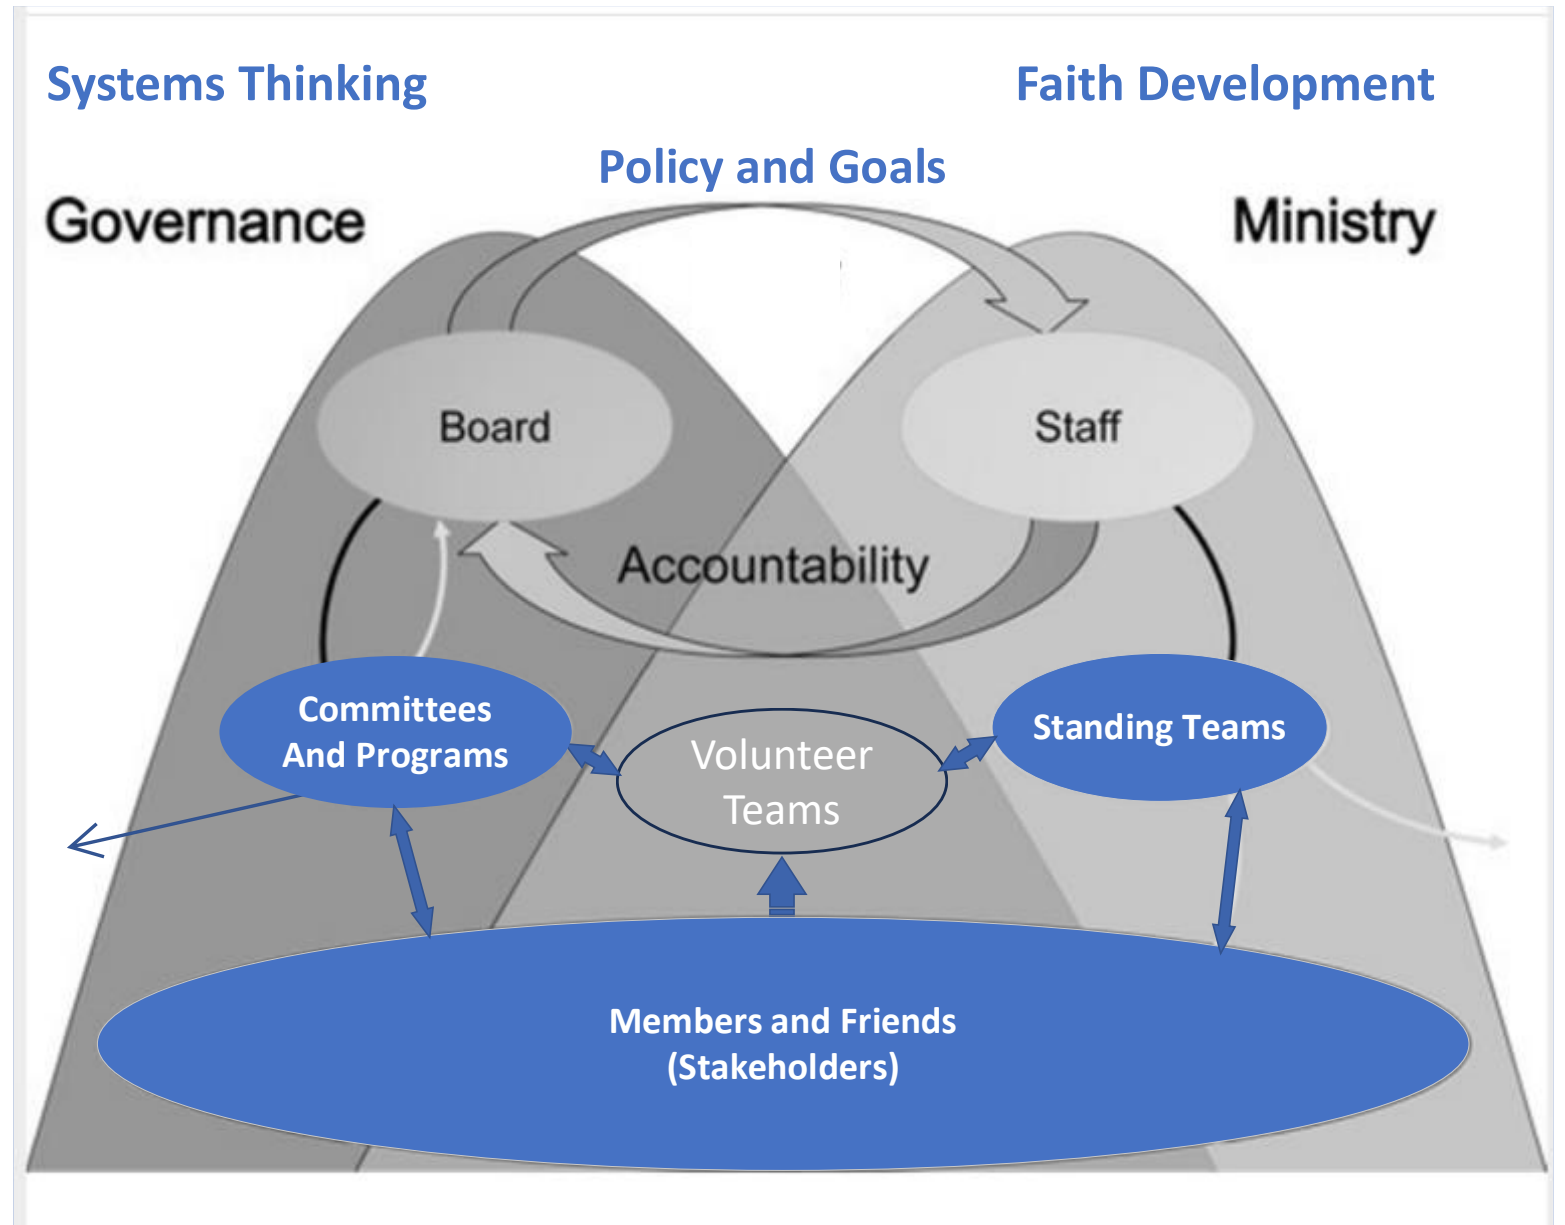 Systems Thinking
Faith Development
Policy and Goals
Governance
Ministry
Board
Staff
Accountability
Committees
And Programs
Volunteer
Teams
Standing Teams
Members and Friends
(Stakeholders)